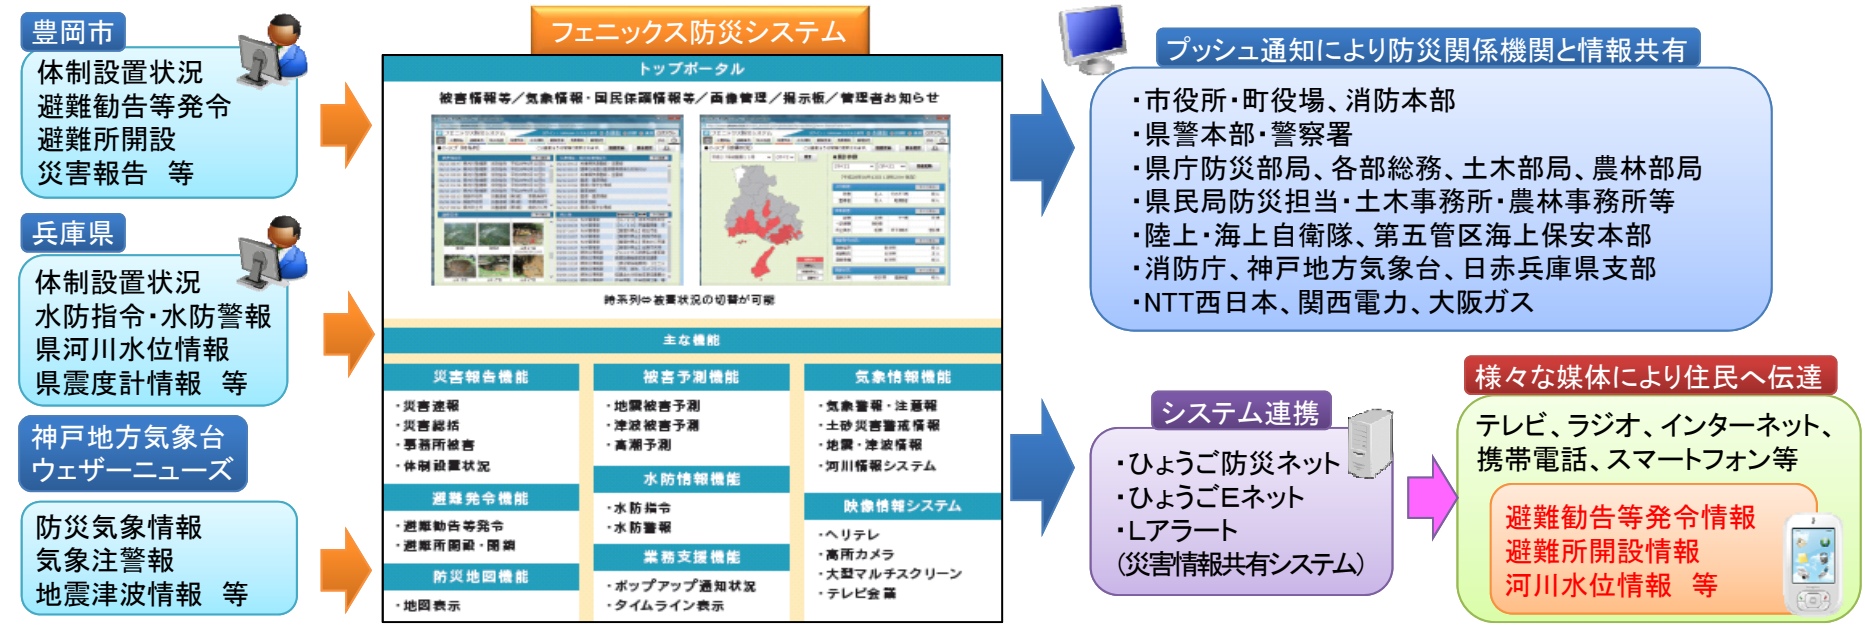 豊岡市
体制設置状況
避難勧告等発令
避難所開設
災害報告 等
兵庫県
体制設置状況
水防指令・水防警報
県河川水位情報
県震度計情報 等
神戸地方気象台
ウェザーニューズ
防災気象情報
気象注警報
地震津波情報 等
フェニックス防災システム
トップポータル
被害情報等／気象情報・国民保護情報等／画像管理／掲示板／管理者お知らせ
時系列⇔被害状況の切替が可能
主な機能
災害報告機能
・災害速報
・災害総括
・事務所被害
・体制設置状況
避難発令機能
・避難勧告等発令
・避難所開設・閉鎖
防災地図機能
・地図表示
被害予測機能
・地震被害予測
・津波被害予測
・高潮予測
水防情報機能
・水防指令
・水防警報
業務支援機能
・ポップアップ通知状況
・タイムライン表示
気象情報機能
・気象警報・注意報
・土砂災害警戒情報
・地震・津波情報
・河川情報システム
映像情報システム
・ヘリテレ
・高所カメラ
・大型マルチスクリーン
・テレビ会議
プッシュ通知により防災関係機関と情報共有
・市役所・町役場、消防本部
・県警本部・警察署
・県庁防災部局、各部総務、土木部局、農林部局
・県民局防災担当・土木事務所・農林事務所等
・陸上・海上自衛隊、第五管区海上保安本部
・消防庁、神戸地方気象台、日赤兵庫県支部
・NTT西日本、関西電力、大阪ガス
システム連携
・ひょうご防災ネット
・ひょうごEネット
・Lアラート
(災害情報共有システム)
様々な媒体により住民へ伝達
テレビ、ラジオ、インターネット、
携帯電話、スマートフォン等
避難勧告等発令情報
避難所開設情報
河川水位情報 等